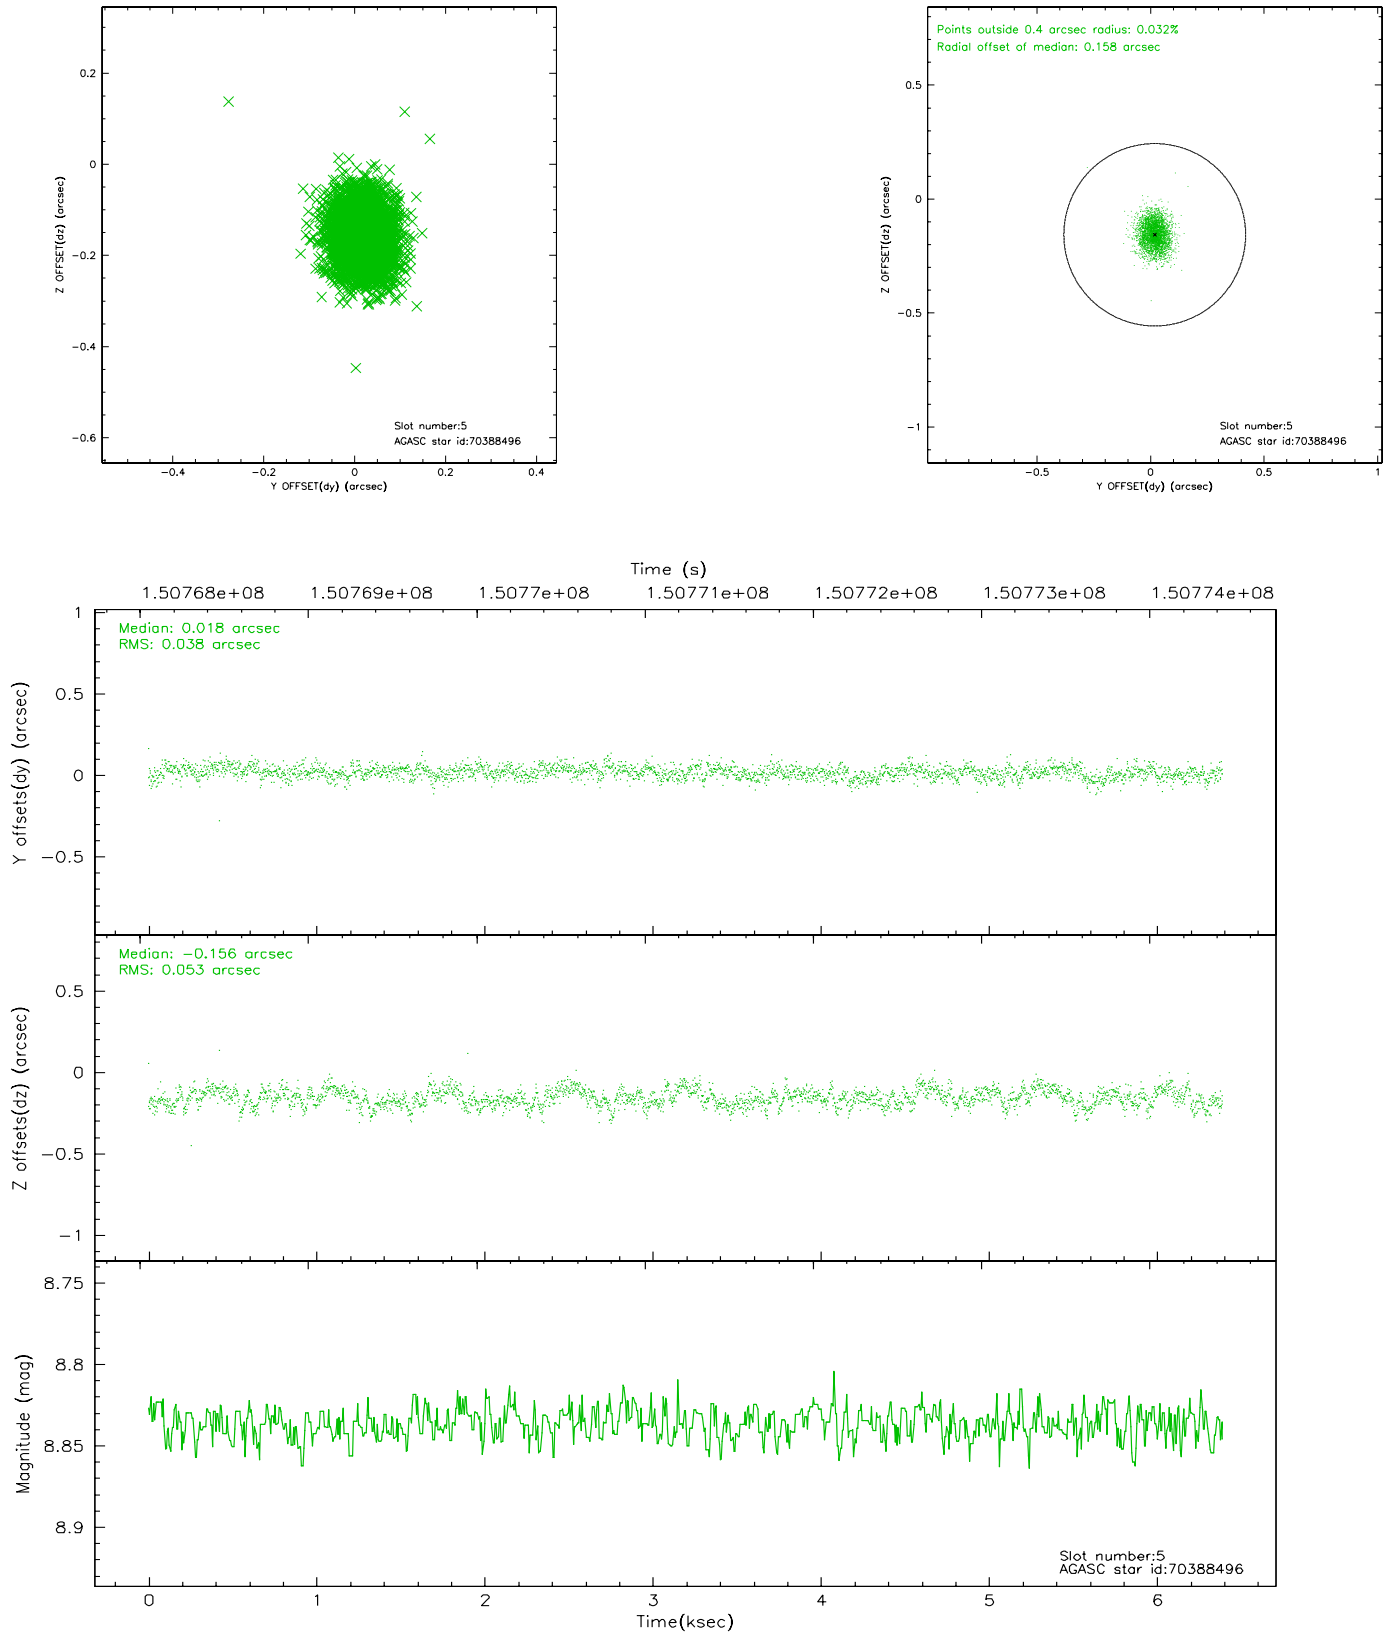 0.2
0
−0.2
−0.4
−0.6
Z OFFSET(dz) (arcsec)
−0.4 −0.2 0 0.2 0.4
Y OFFSET(dy) (arcsec)
Slot number:5
AGASC star id:70388496
Points outside 0.4 arcsec radius: 0.032%
Radial offset of median: 0.158 arcsec
0.5
0
−0.5
−1
Z OFFSET(dz) (arcsec)
−0.5 0 0.5 1
Y OFFSET(dy) (arcsec)
Slot number:5
AGASC star id:70388496
Time (s)
1.50768e+08 1.50769e+08 1.5077e+08 1.50771e+08 1.50772e+08 1.50773e+08 1.50774e+08
Median: 0.018 arcsec
RMS: 0.038 arcsec
1
0.5
0
−0.5
Y offsets(dy) (arcsec)
Median: −0.156 arcsec
RMS: 0.053 arcsec
0.5
0
−0.5
−1
Z offsets(dz) (arcsec)
8.75
8.8
8.85
8.9
Magnitude (mag)
Slot number:5
AGASC star id:70388496
0 1 2 3 4 5 6
Time(ksec)